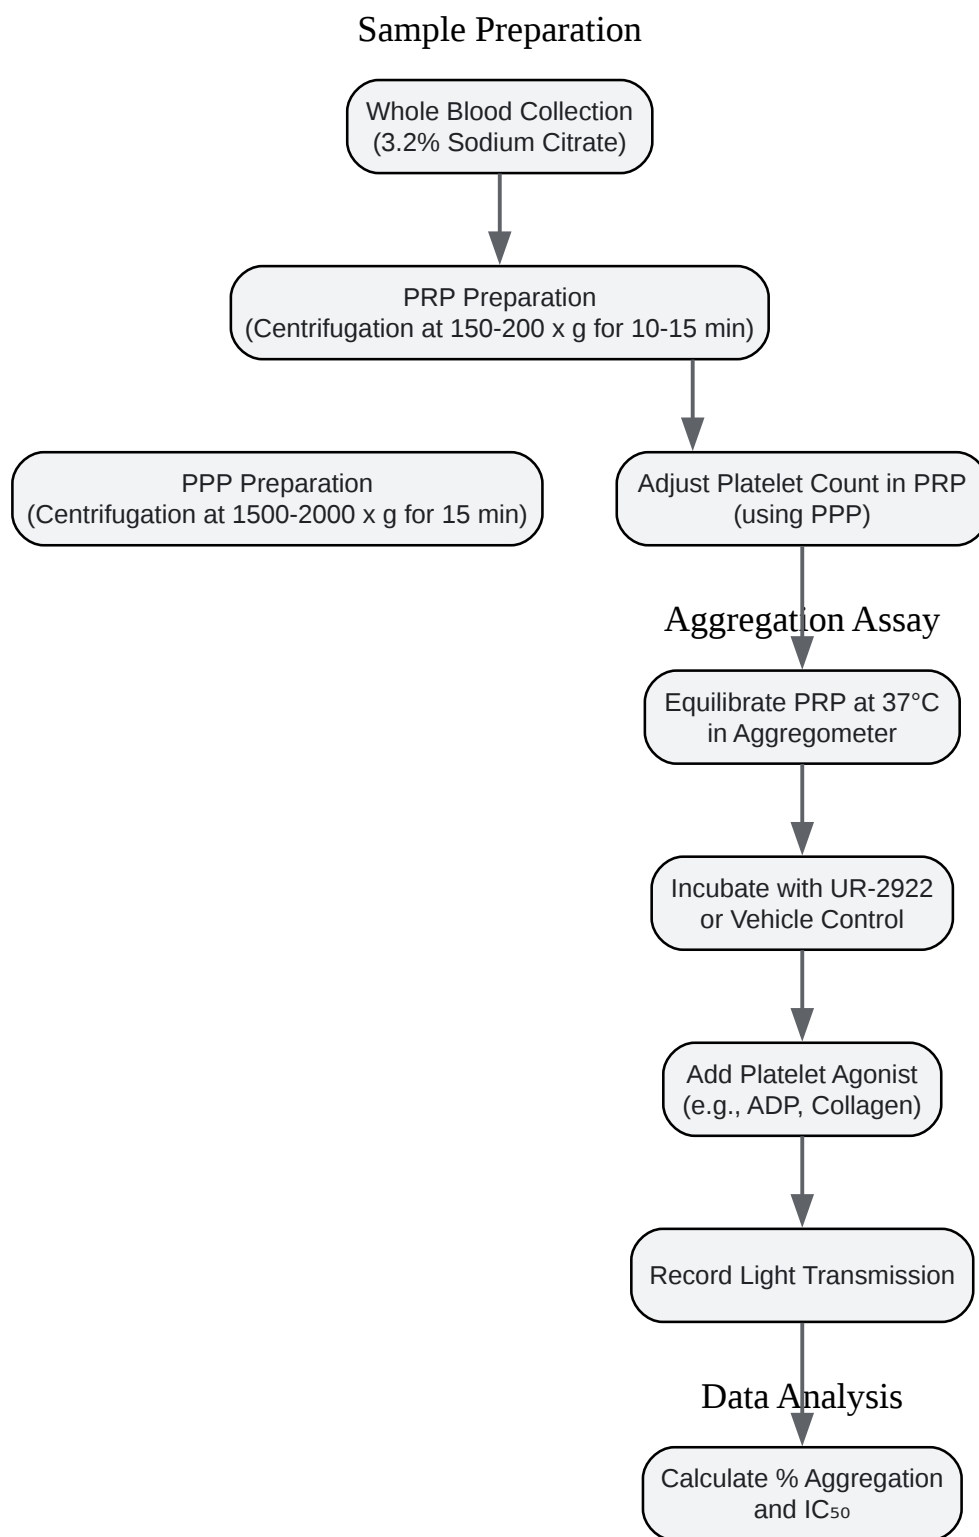 Sample Preparation
Whole Blood Collection
(3.2% Sodium Citrate)
PRP Preparation
(Centrifugation at 150-200 x g for 10-15 min)
PPP Preparation
(Centrifugation at 1500-2000 x g for 15 min)
Adjust Platelet Count in PRP
(using PPP)
Aggregation Assay
Equilibrate PRP at 37°C
in Aggregometer
Incubate with UR-2922
or Vehicle Control
Add Platelet Agonist
(e.g., ADP, Collagen)
Record Light Transmission
Data Analysis
Calculate % Aggregation
and IC₅₀